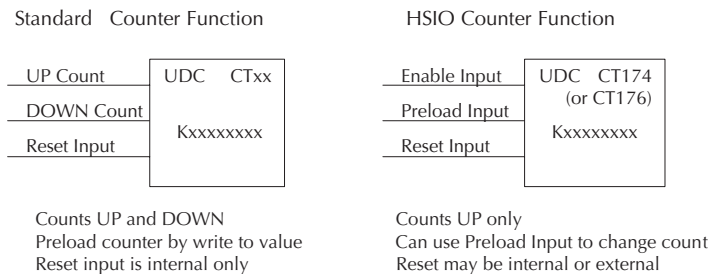 Standard Counter Function
UP Count
DOWN Count
Reset Input
UDC CTxx
Kxxxxxxxx
Counts UP and DOWN
Preload counter by write to value
Reset input is internal only
HSIO Counter Function
Enable Input
Preload Input
Reset Input
UDC CT174
(or CT176)
Kxxxxxxxx
Counts UP only
Can use Preload Input to change count
Reset may be internal or external